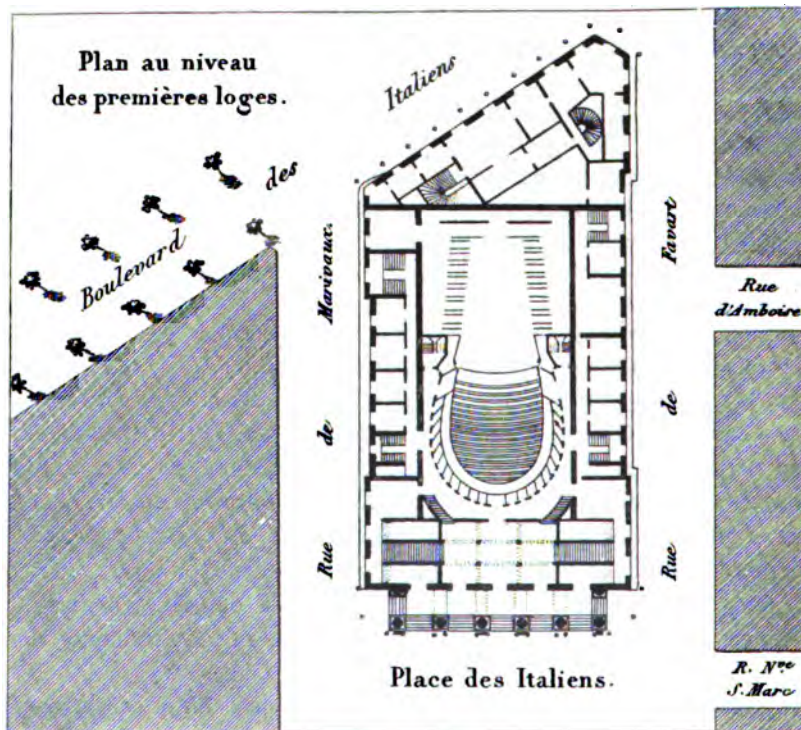 Plan au niveau
des premières loges.
Boulevard des Italiens
Rue de Marivaux.
Rue de Favart
Rue
d'Amboise
R. Nve
S. Marc
Place des Italiens.